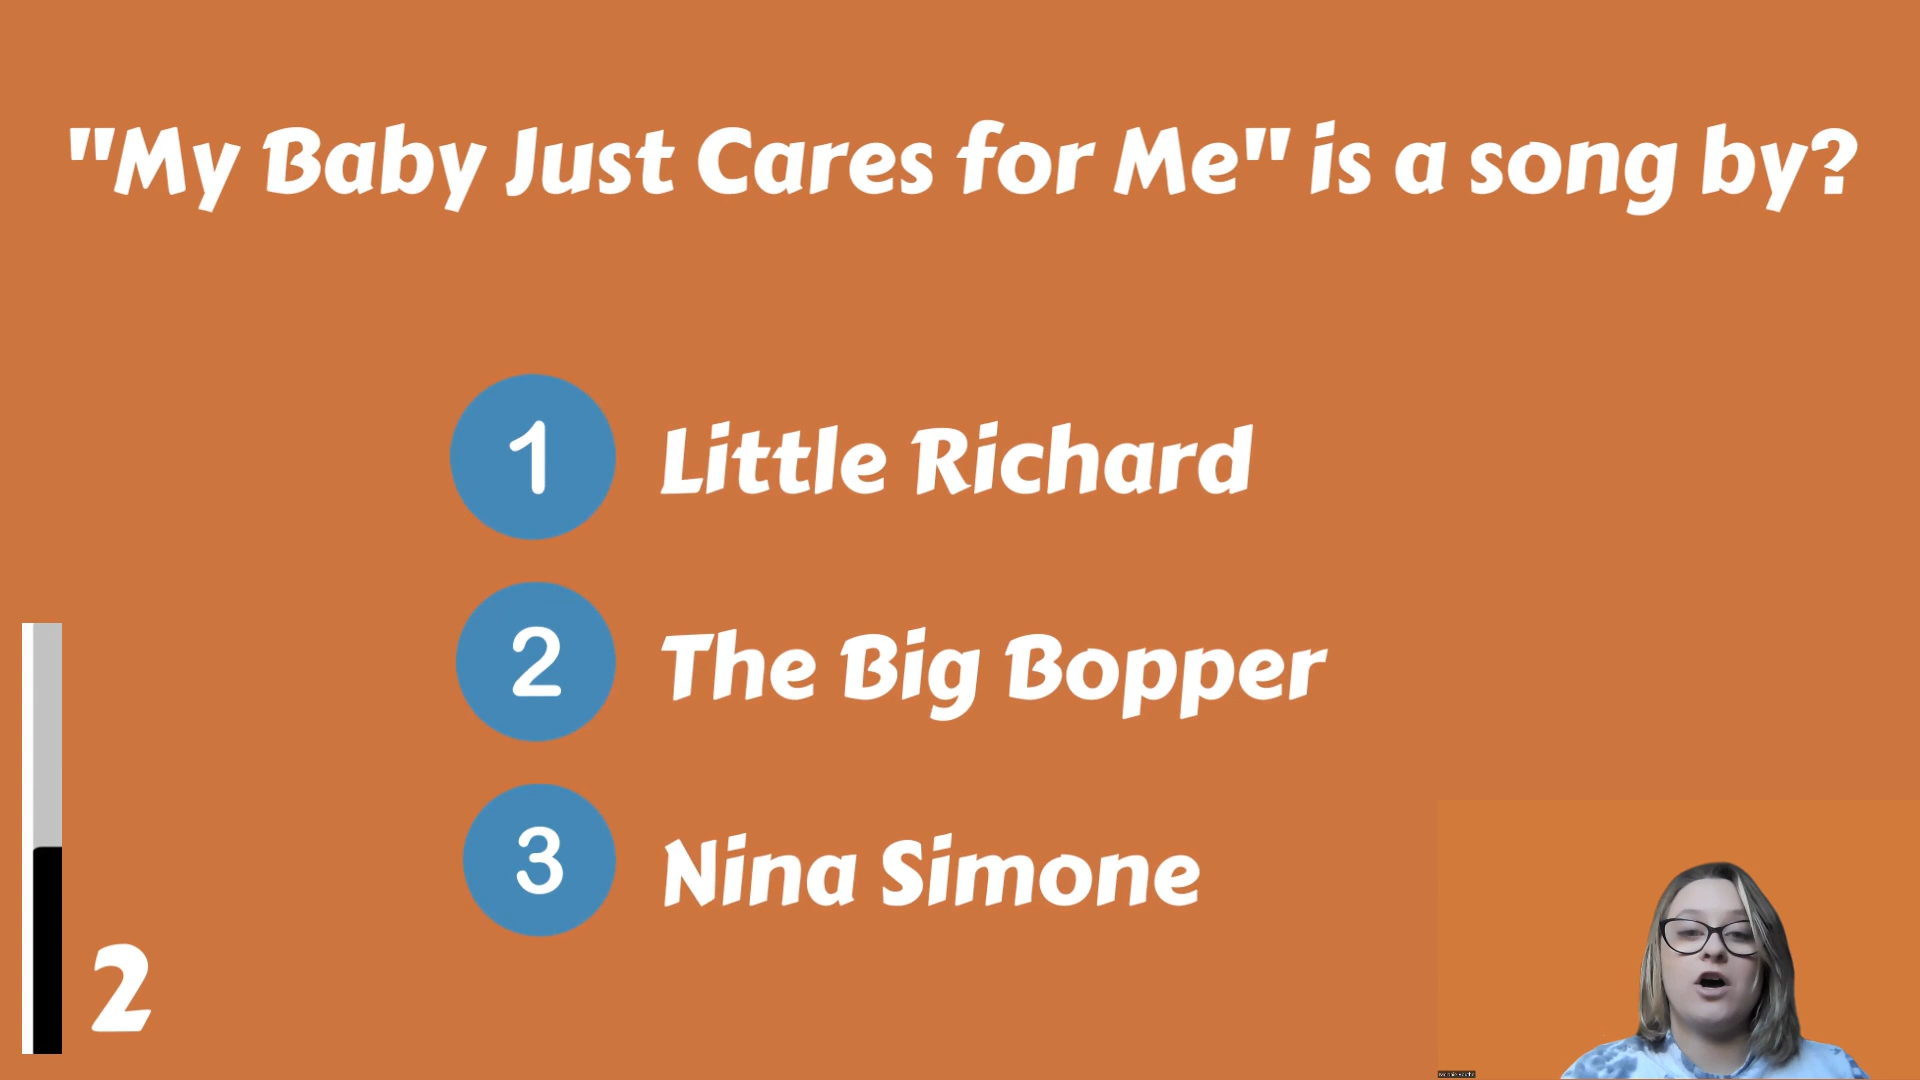 "My Baby Just Cares for Me" is a song by?
1 Little Richard
2 The Big Bopper
3 Nina Simone
2